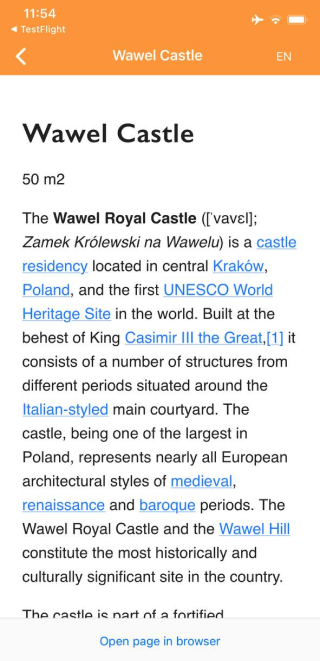 11:54
◀ TestFlight
Wawel Castle
EN
Wawel Castle
50 m2
The Wawel Royal Castle ([ˈvavɛl];
Zamek Królewski na Wawelu) is a castle
residency located in central Kraków,
Poland, and the first UNESCO World
Heritage Site in the world. Built at the
behest of King Casimir III the Great,[1] it
consists of a number of structures from
different periods situated around the
Italian-styled main courtyard. The
castle, being one of the largest in
Poland, represents nearly all European
architectural styles of medieval,
renaissance and baroque periods. The
Wawel Royal Castle and the Wawel Hill
constitute the most historically and
culturally significant site in the country.
The castle is part of a fortified
Open page in browser